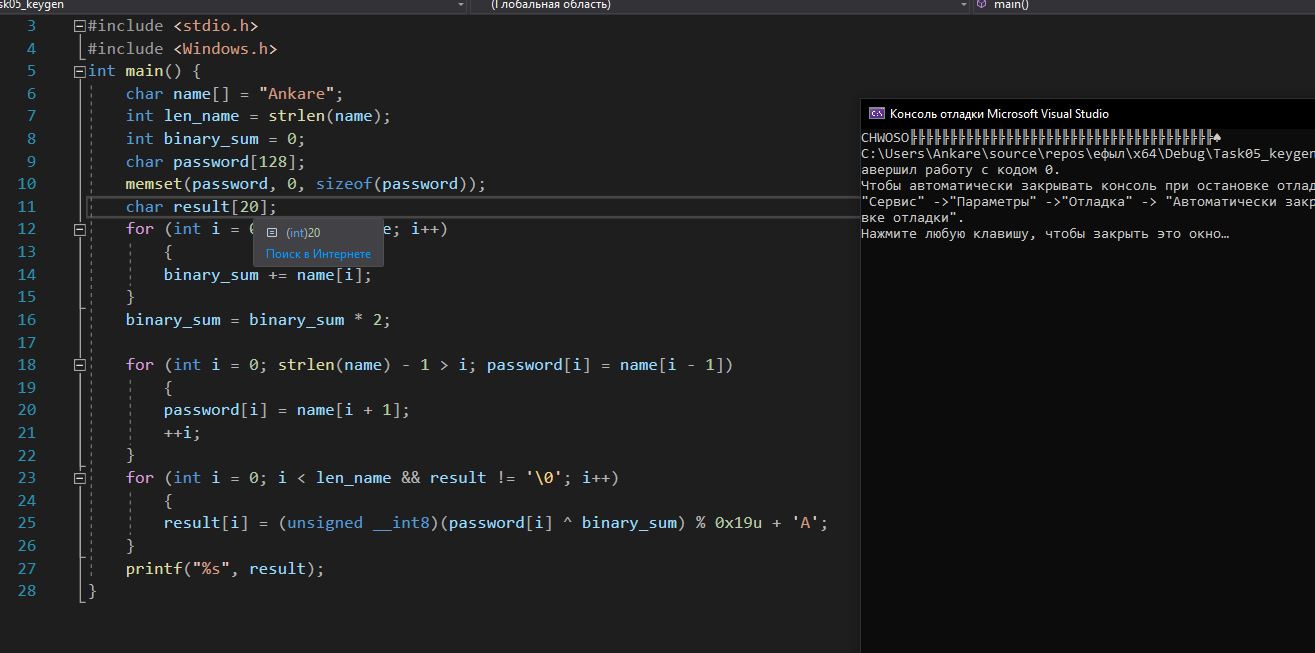 sk05_keygen
(Глобальная область)
main()
3 #include <stdio.h>
4 #include <Windows.h>
5 int main() {
6 char name[] = "Ankare";
7 int len_name = strlen(name);
8 int binary_sum = 0;
9 char password[128];
10 memset(password, 0, sizeof(password));
11 char result[20];
12 for (int i = 0 e; i++)
(int)20
13 {
Поиск в Интернете
14 binary_sum += name[i];
15 }
16 binary_sum = binary_sum * 2;
17
18 for (int i = 0; strlen(name) - 1 > i; password[i] = name[i - 1])
19 {
20 password[i] = name[i + 1];
21 ++i;
22 }
23 for (int i = 0; i < len_name && result != '\0'; i++)
24 {
25 result[i] = (unsigned __int8)(password[i] ^ binary_sum) % 0x19u + 'A';
26 }
27 printf("%s", result);
28 }
Консоль отладки Microsoft Visual Studio
CHWOSO╠╠╠╠╠╠╠╠╠╠╠╠╠╠╠╠╠╠╠╠╠╠╠╠╠╠╠╠╠╠╠╠╠╠╠╠╠╠♠
C:\Users\Ankare\source\repos\ефыл\x64\Debug\Task05_keygen
авершил работу с кодом 0.
Чтобы автоматически закрывать консоль при остановке отлад
"Сервис" ->"Параметры" ->"Отладка" -> "Автоматически закр
вке отладки".
Нажмите любую клавишу, чтобы закрыть это окно…